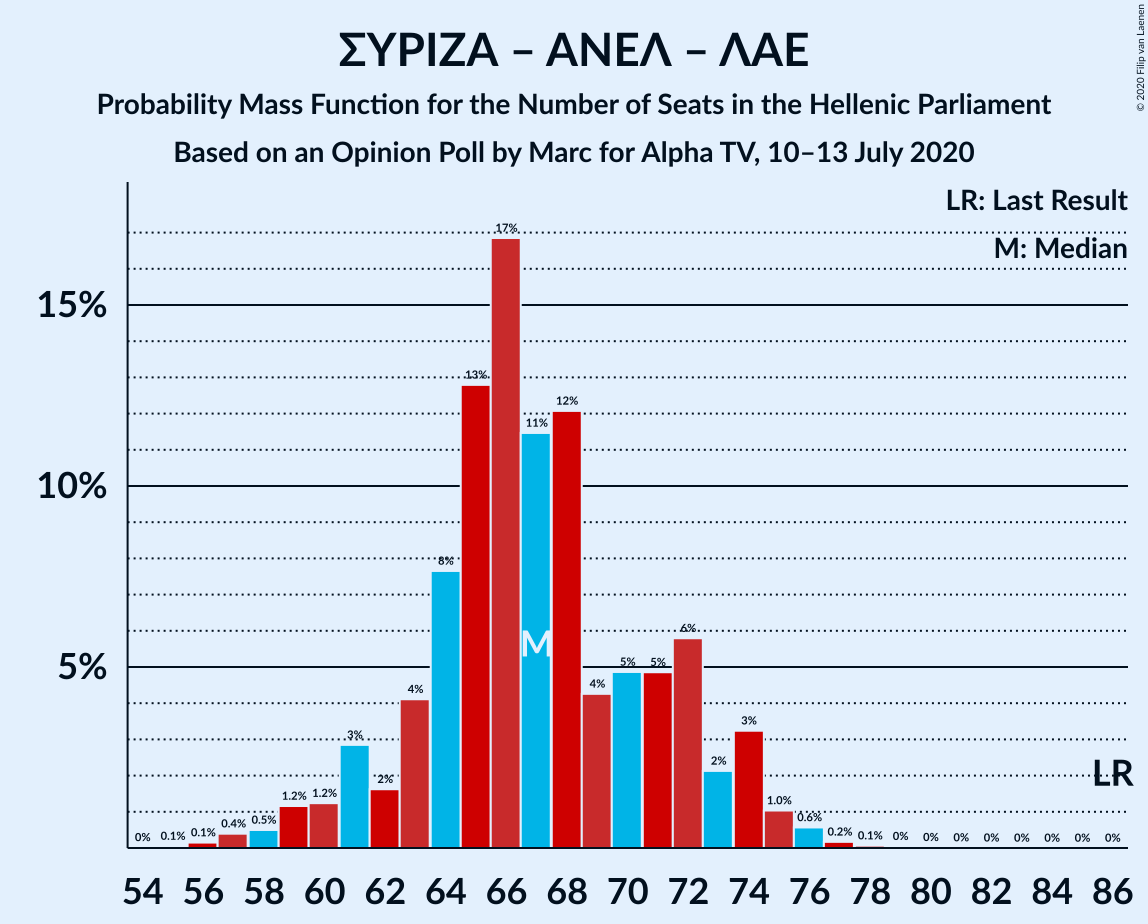 ΣΥΡΙΖΑ – ΑΝΕΛ – ΛΑΕ
Probability Mass Function for the Number of Seats in the Hellenic Parliament
Based on an Opinion Poll by Marc for Alpha TV, 10–13 July 2020
© 2020 Filip van Laenen
LR: Last Result
M: Median
15%
10%
5%
0% 0.1% 0.1% 0.4% 0.5% 1.2% 1.2% 3% 2% 4% 8% 13% 17% 11% 12% 4% 5% 5% 6% 2% 3% 1.0% 0.6% 0.2% 0.1% 0% 0% 0% 0% 0% 0% 0% 0%
M
LR
54 56 58 60 62 64 66 68 70 72 74 76 78 80 82 84 86